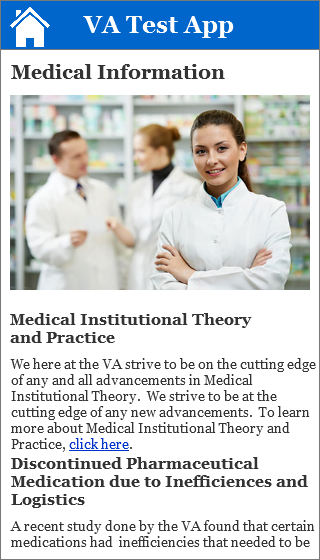 VA Test App
Medical Information
Medical Institutional Theory
and Practice
We here at the VA strive to be on the cutting edge
of any and all advancements in Medical
Institutional Theory.  We strive to be at the
cutting edge of any new advancements.  To learn
more about Medical Institutional Theory and
Practice, click here.
Discontinued Pharmaceutical
Medication due to Inefficiences and
Logistics
A recent study done by the VA found that certain
medications had  inefficiencies that needed to be